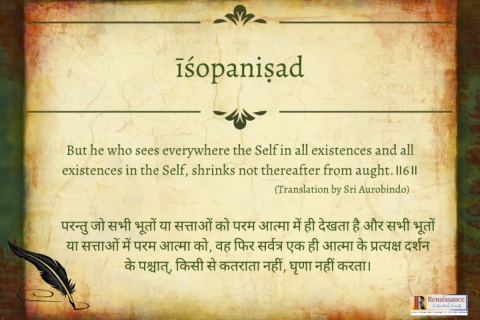 īśopaniṣad
But he who sees everywhere the Self in all existences and all
existences in the Self, shrinks not thereafter from aught. ॥6॥
(Translation by Sri Aurobindo)
परन्तु जो सभी भूतों या सत्ताओं को परम आत्मा में ही देखता है और सभी भूतों
या सत्ताओं में परम आत्मा को, वह फिर सर्वत्र एक ही आत्मा के प्रत्यक्ष दर्शन
के पश्चात्, किसी से कतराता नहीं, घृणा नहीं करता।
Renaissance